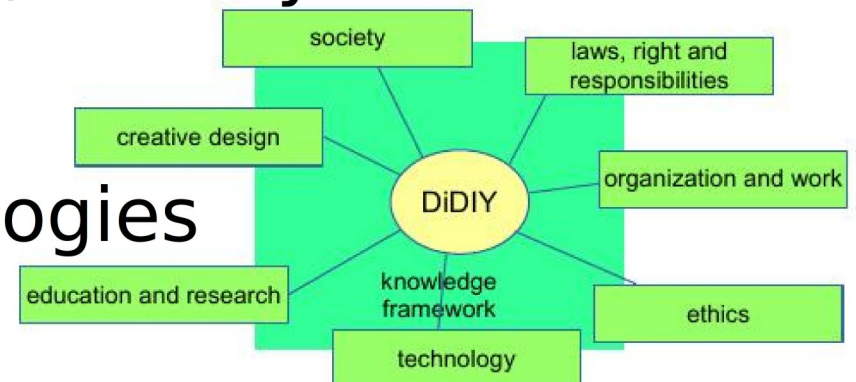 society
laws, right and
responsibilities
creative design
organization and work
DiDIY
ogies
education and research
knowledge
framework
ethics
technology